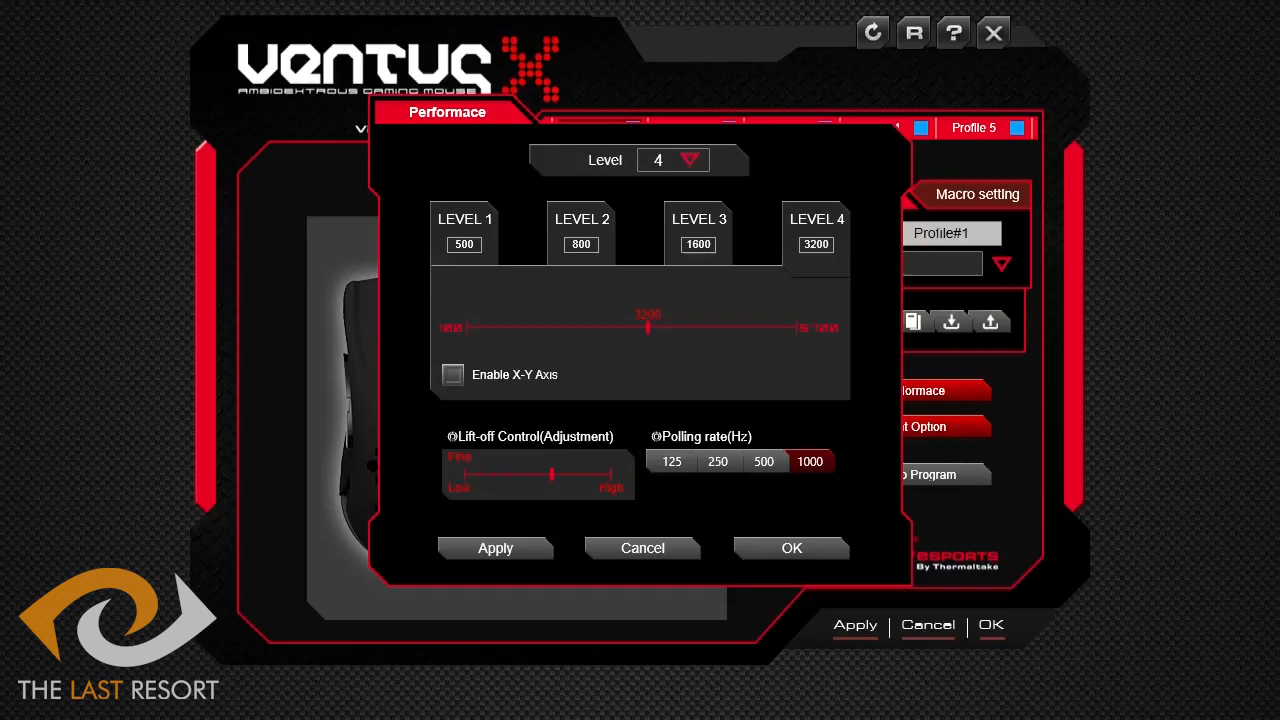 VENTUS X
AMBIDEXTROUS GAMING MOUSE
R ? X
Performace
Profile 5
Level 4
Macro setting
LEVEL 1 LEVEL 2 LEVEL 3 LEVEL 4
500 800 1600 3200
Profile#1
3200
100 5700
Enable X-Y Axis
formace
t Option
Lift-off Control(Adjustment)
Polling rate(Hz)
Fine
125 250 500 1000
Low High
Program
Apply Cancel OK
eSPORTS
By Thermaltake
Apply | Cancel | OK
THE LAST RESORT